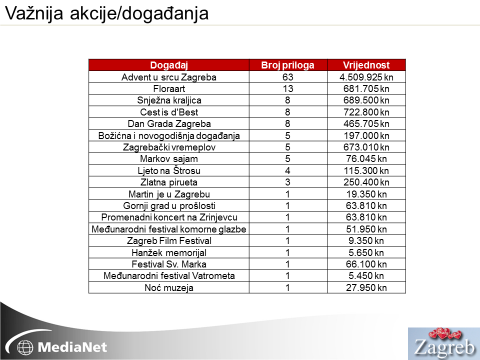 Važnija akcije/događanja
Događaj Broj priloga Vrijednost
Advent u srcu Zagreba 63 4.509.925 kn
Floraart 13 681.705 kn
Snježna kraljica 8 689.500 kn
Cest is d'Best 8 722.800 kn
Dan Grada Zagreba 8 465.705 kn
Božićna i novogodišnja događanja 5 197.000 kn
Zagrebački vremeplov 5 673.010 kn
Markov sajam 5 76.045 kn
Ljeto na Štrosu 4 115.300 kn
Zlatna pirueta 3 250.400 kn
Martin je u Zagrebu 1 19.350 kn
Gornji grad u prošlosti 1 63.810 kn
Promenadni koncert na Zrinjevcu 1 63.810 kn
Međunarodni festival komorne glazbe 1 51.950 kn
Zagreb Film Festival 1 9.350 kn
Hanžek memorijal 1 5.650 kn
Festival Sv. Marka 1 66.100 kn
Međunarodni festival Vatrometa 1 5.450 kn
Noć muzeja 1 27.950 kn
MediaNet
Zagreb